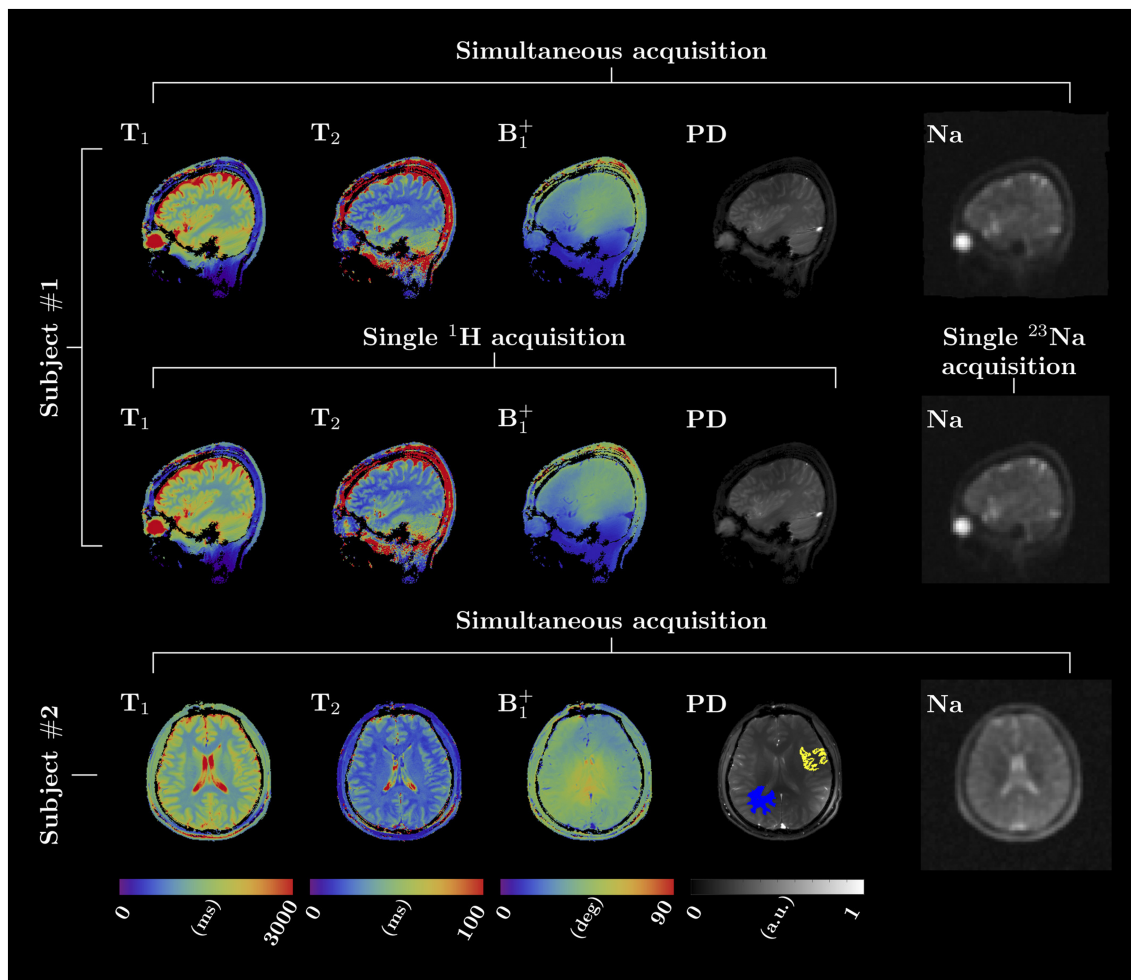 Simultaneous acquisition
T₁ T₂ B₁⁺ PD Na
Subject #1
Single ¹H acquisition
Single ²³Na
acquisition
T₁ T₂ B₁⁺ PD Na
Simultaneous acquisition
Subject #2
T₁ T₂ B₁⁺ PD Na
0 (ms) 3000
0 (ms) 100
0 (deg) 90
0 (a.u.) 1